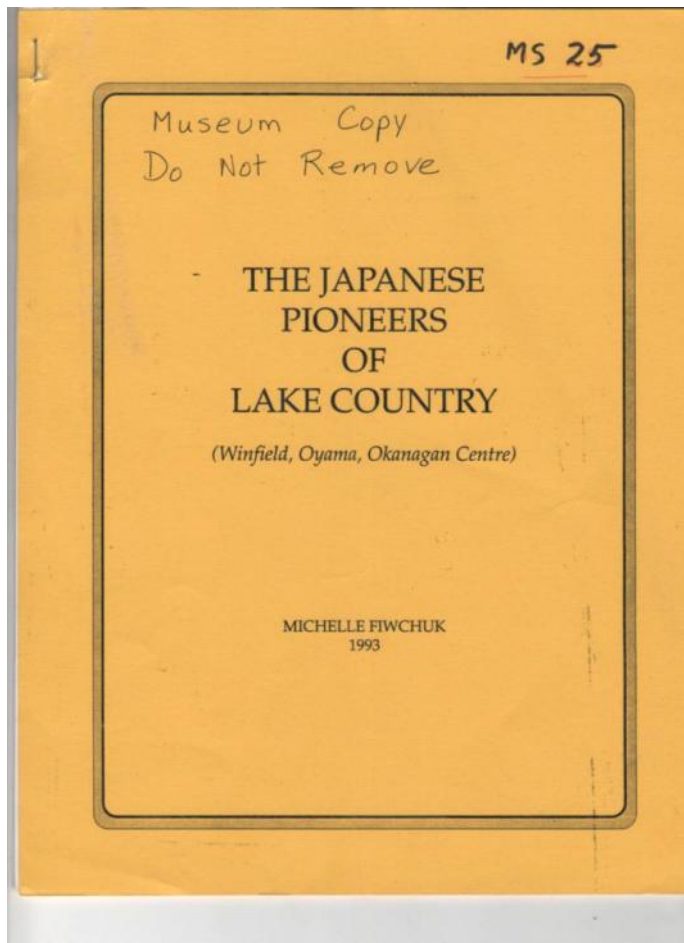 MS 25
Museum Copy
Do Not Remove
THE JAPANESE
PIONEERS
OF
LAKE COUNTRY
(Winfield, Oyama, Okanagan Centre)
MICHELLE FIWCHUK
1993